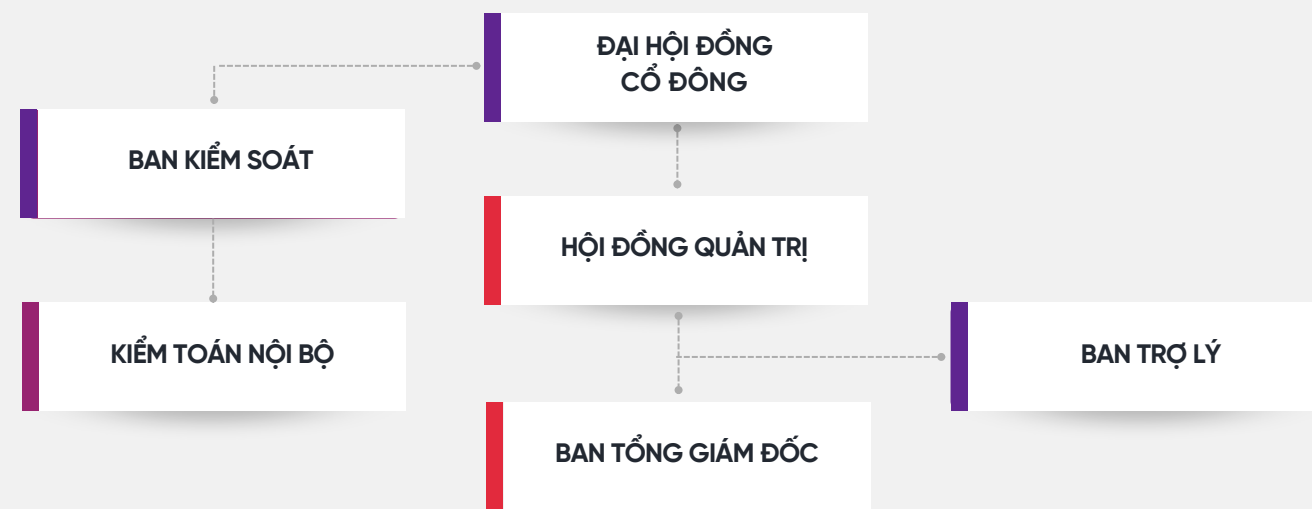 ĐẠI HỘI ĐỒNG
CỔ ĐÔNG
BAN KIỂM SOÁT
HỘI ĐỒNG QUẢN TRỊ
KIỂM TOÁN NỘI BỘ
BAN TRỢ LÝ
BAN TỔNG GIÁM ĐỐC